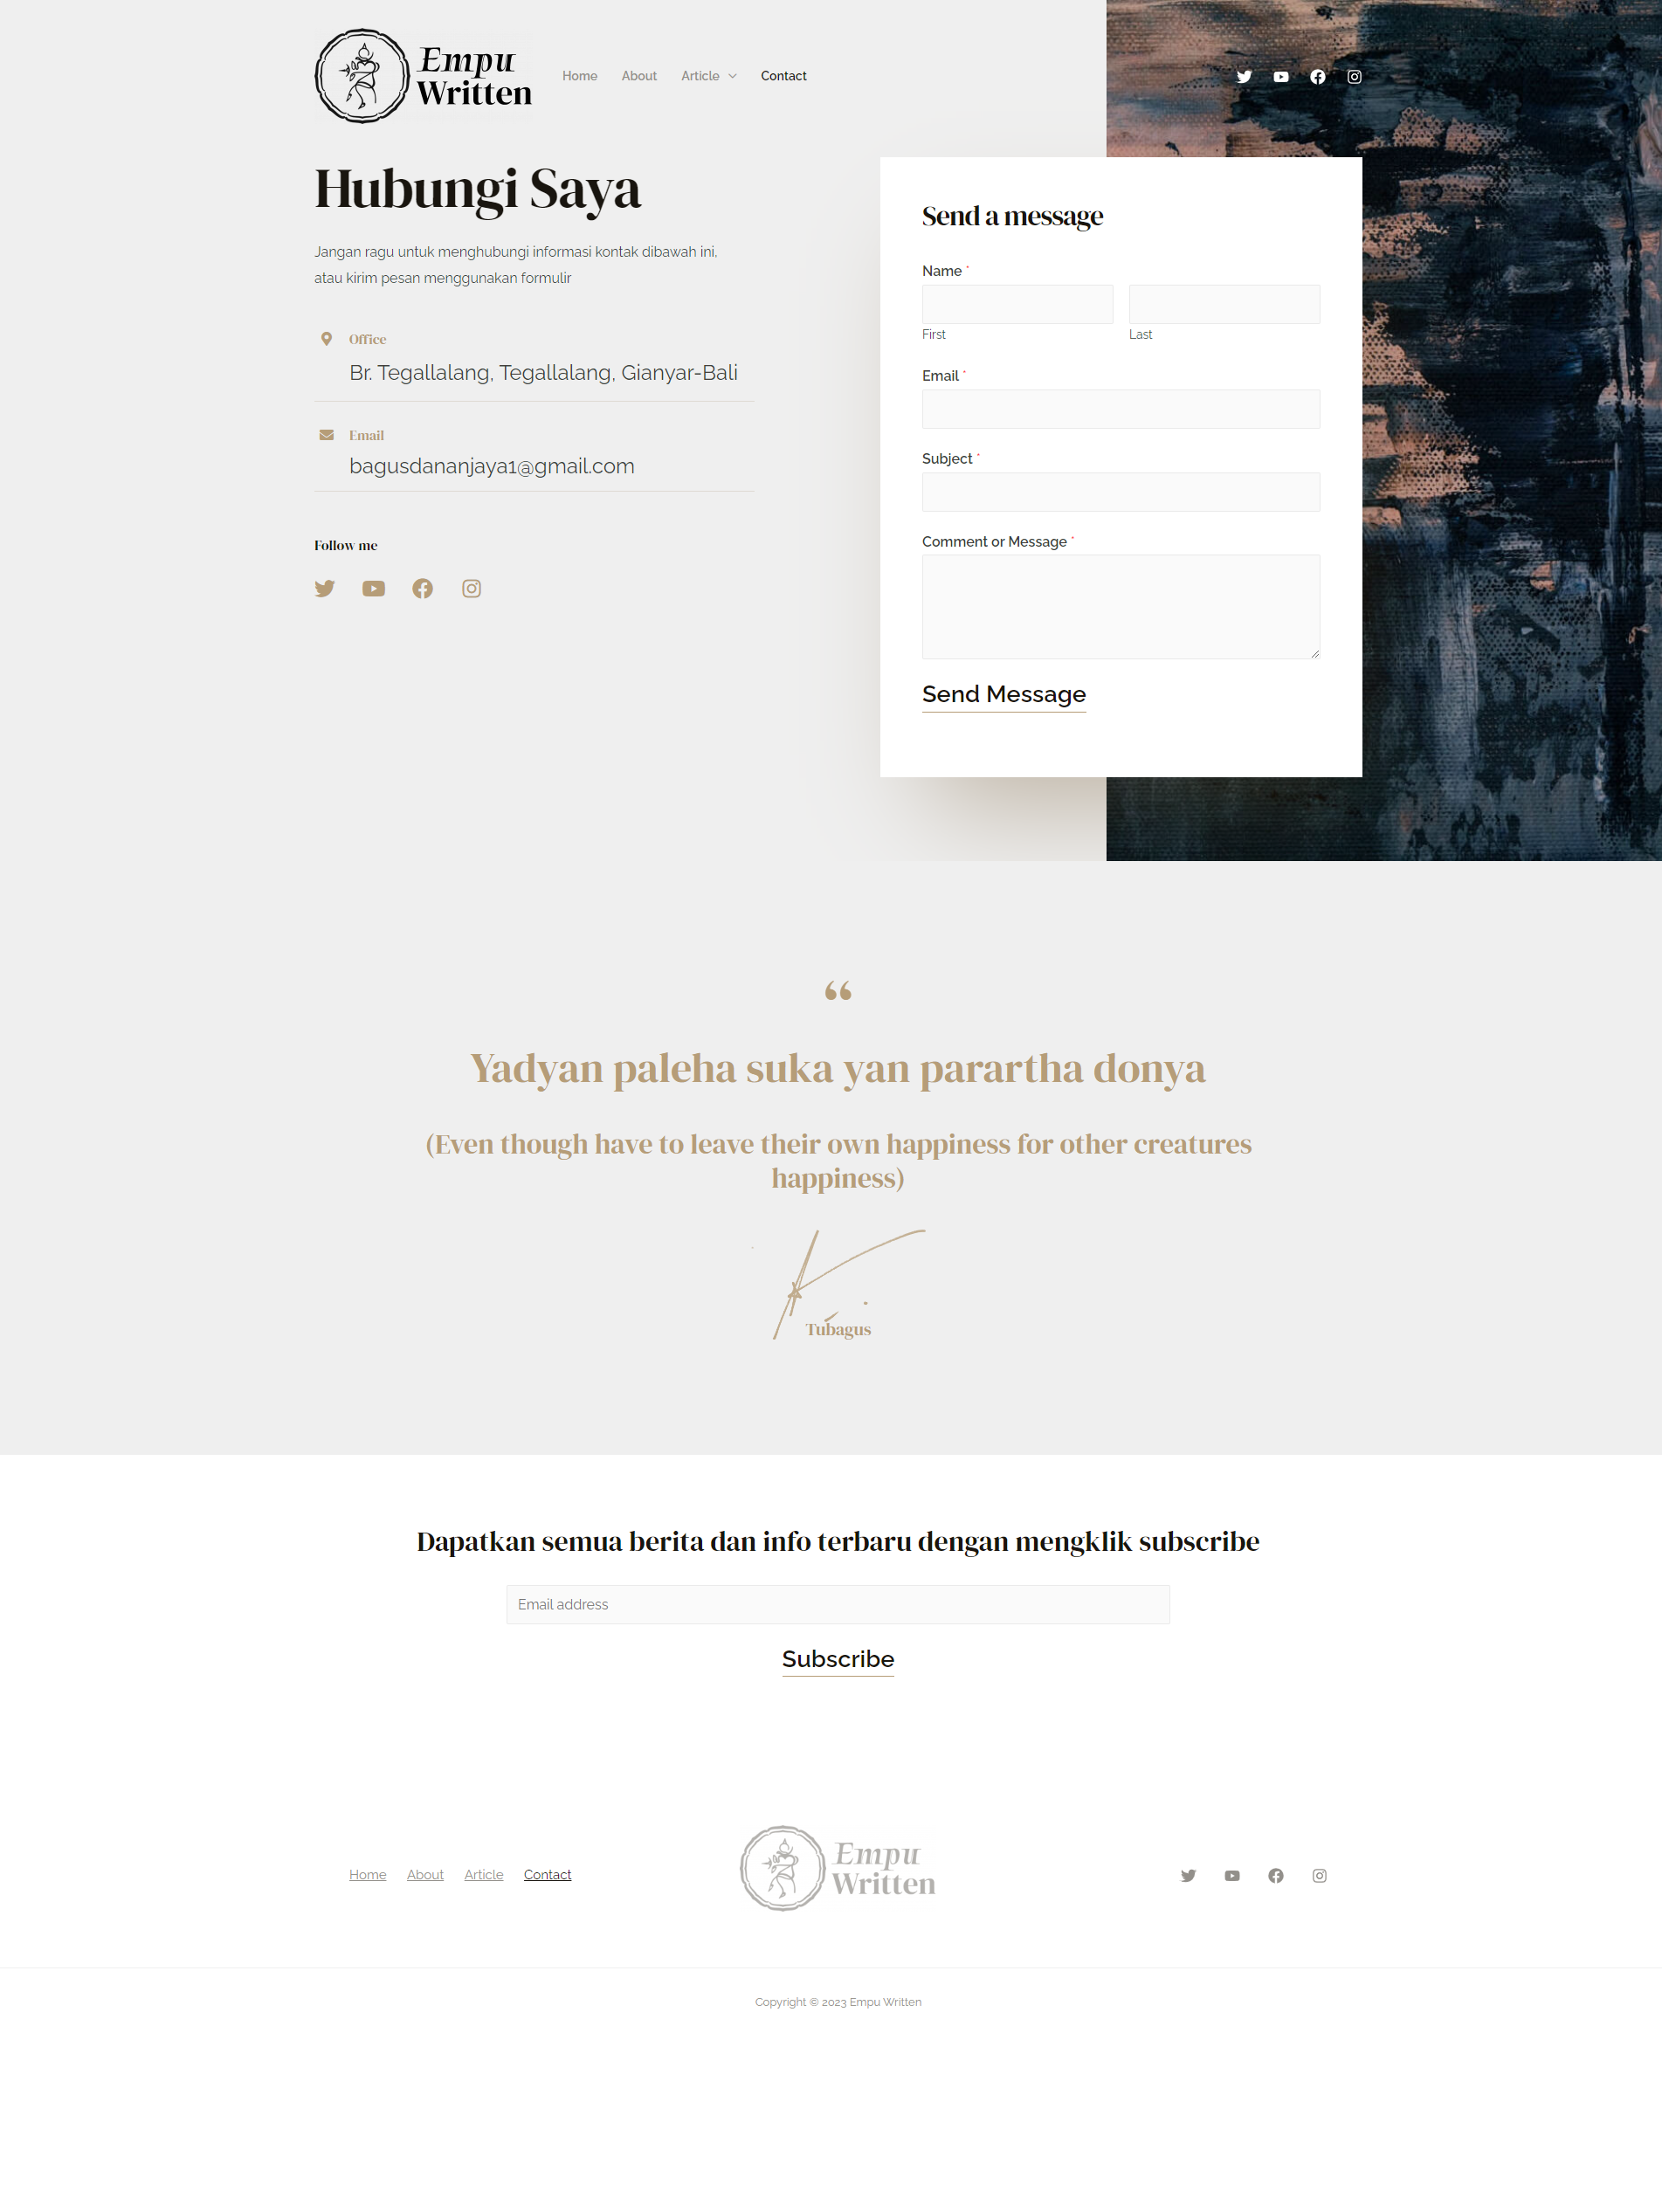 Empu
Written
Home About Article Contact
Hubungi Saya
Jangan ragu untuk menghubungi informasi kontak dibawah ini,
atau kirim pesan menggunakan formulir
Office
Br. Tegallalang, Tegallalang, Gianyar-Bali
Email
bagusdananjaya1@gmail.com
Follow me
Send a message
Name *
First Last
Email *
Subject *
Comment or Message *
Send Message
“
Yadyan paleha suka yan parartha donya
(Even though have to leave their own happiness for other creatures
happiness)
Tubagus
Dapatkan semua berita dan info terbaru dengan mengklik subscribe
Email address
Subscribe
Home About Article Contact
Empu
Written
Copyright © 2023 Empu Written